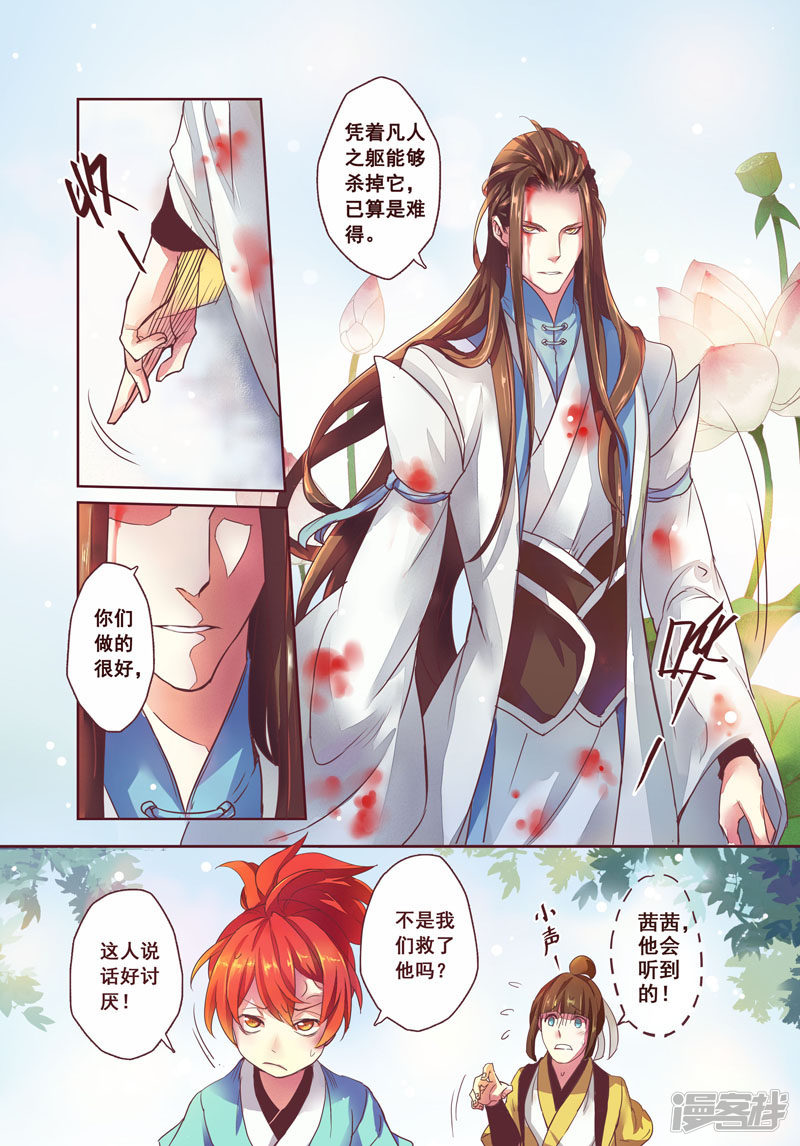 凭着凡人
之躯能够
杀掉它，
已算是难
得。
收！
你们
做的
很好，
哗！
这人说
话好讨
厌！
不是我
们救了
他吗？
小声！
茜茜，
他会
听到
的！
漫客栈